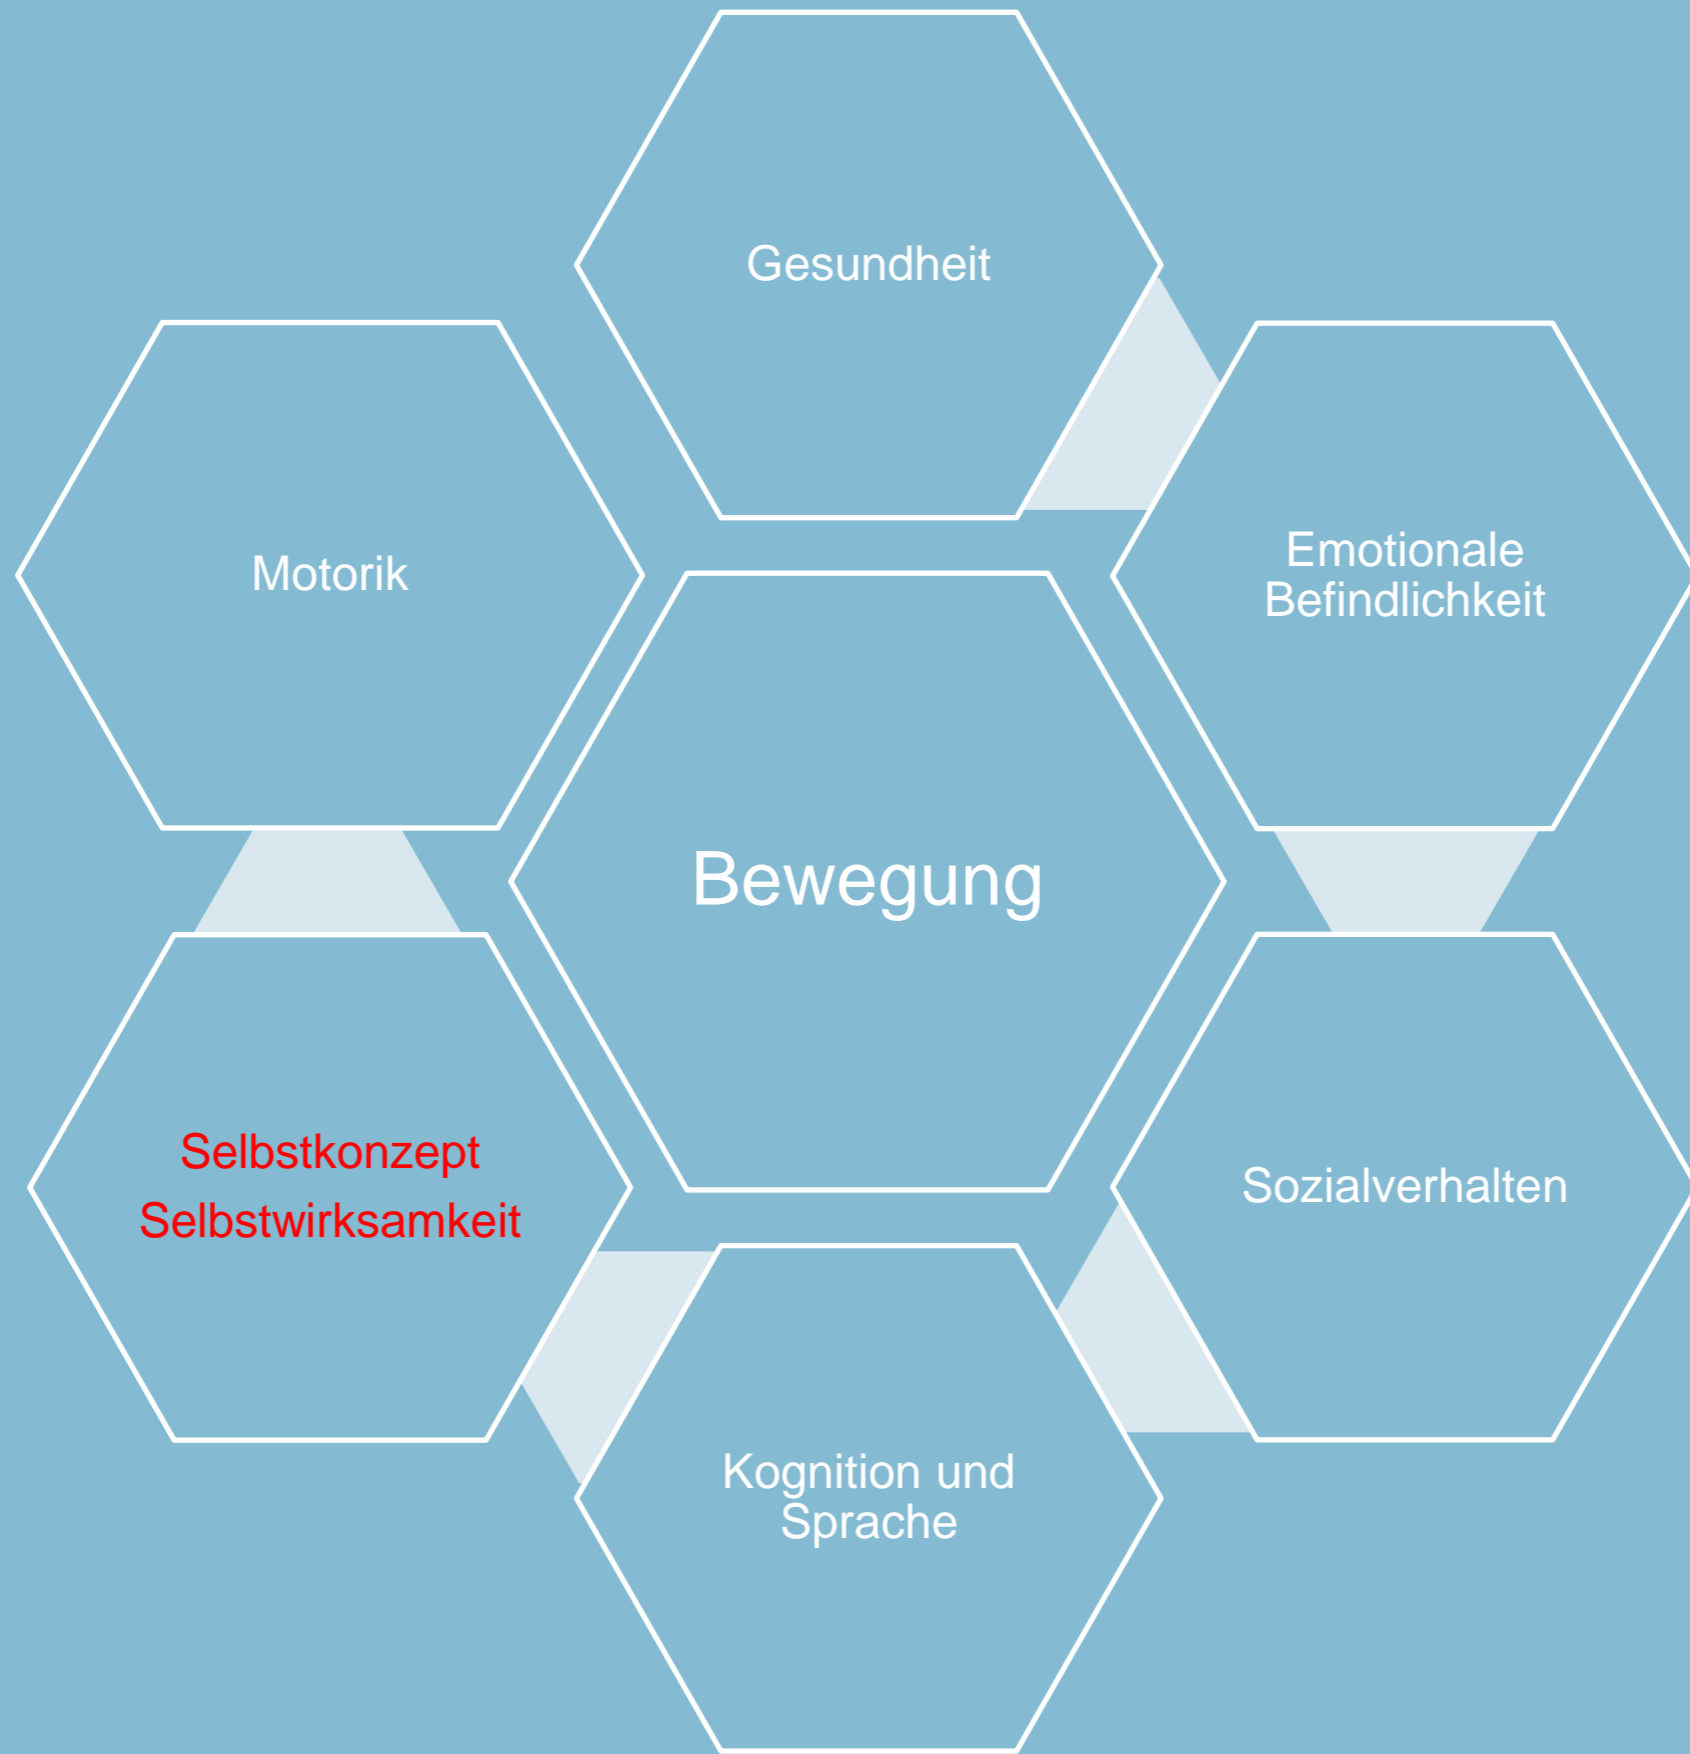 Gesundheit
Motorik
Emotionale
Befindlichkeit
Bewegung
Selbstkonzept
Selbstwirksamkeit
Sozialverhalten
Kognition und
Sprache